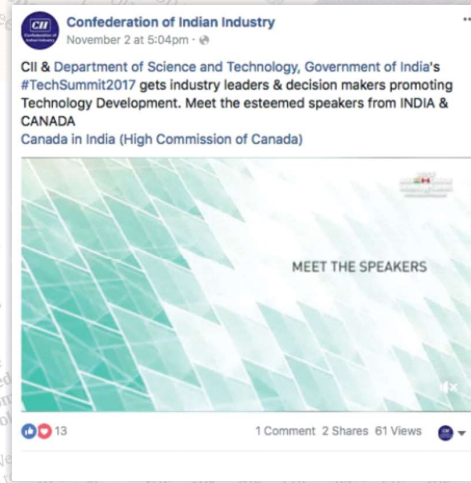 CII
Confederation of Indian Industry
November 2 at 5:04pm ·
CII & Department of Science and Technology, Government of India's
#TechSummit2017 gets industry leaders & decision makers promoting
Technology Development. Meet the esteemed speakers from INDIA &
CANADA
Canada in India (High Commission of Canada)
MEET THE SPEAKERS
13
1 Comment 2 Shares 61 Views